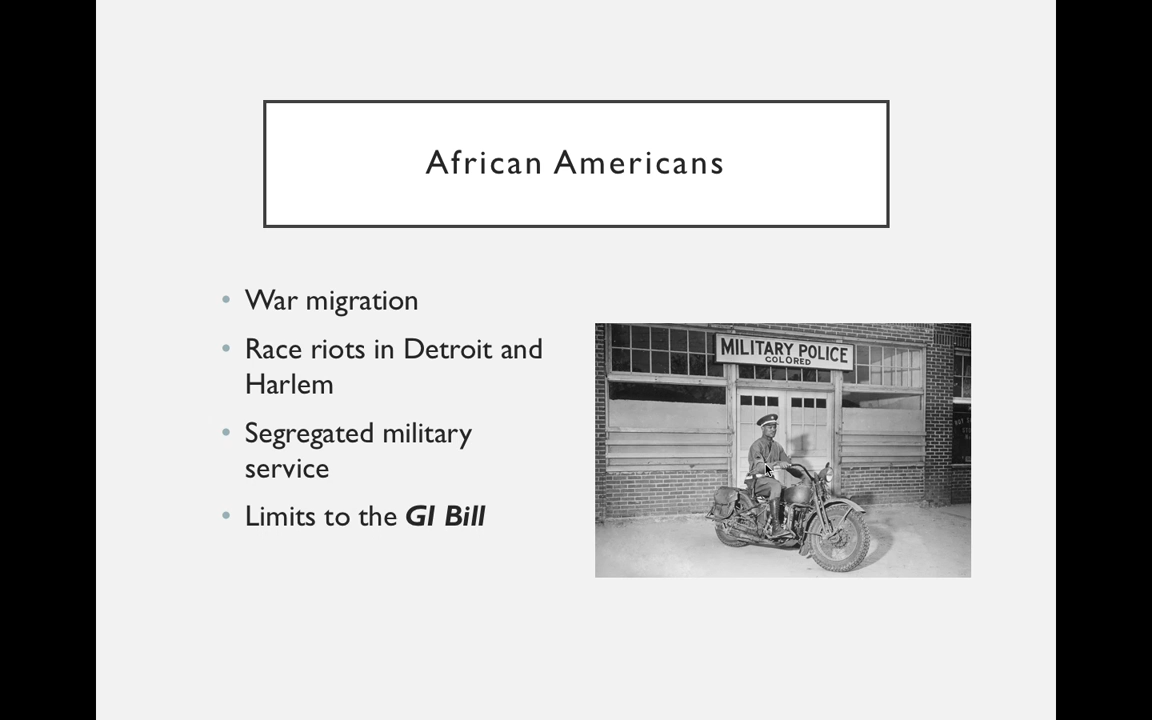 African Americans
• War migration
• Race riots in Detroit and
Harlem
• Segregated military
service
• Limits to the GI Bill
MILITARY POLICE
COLORED